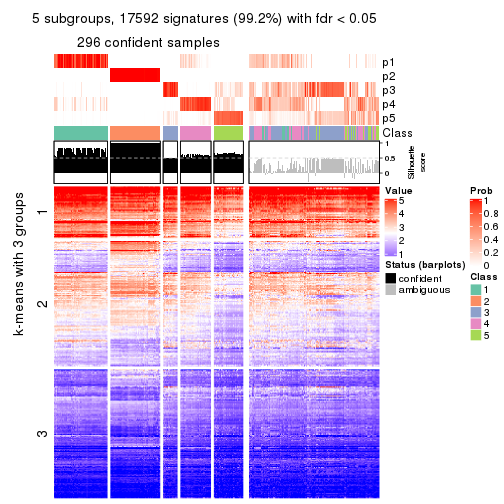 5 subgroups, 17592 signatures (99.2%) with fdr < 0.05
296 confident samples
p1
p2
p3
p4
p5
Class
1
0.5
0
Silhouette
score
k-means with 3 groups
1
2
3
Value
5
4
3
2
1
Status (barplots)
confident
ambiguous
Prob
1
0.8
0.6
0.4
0.2
0
Class
1
2
3
4
5